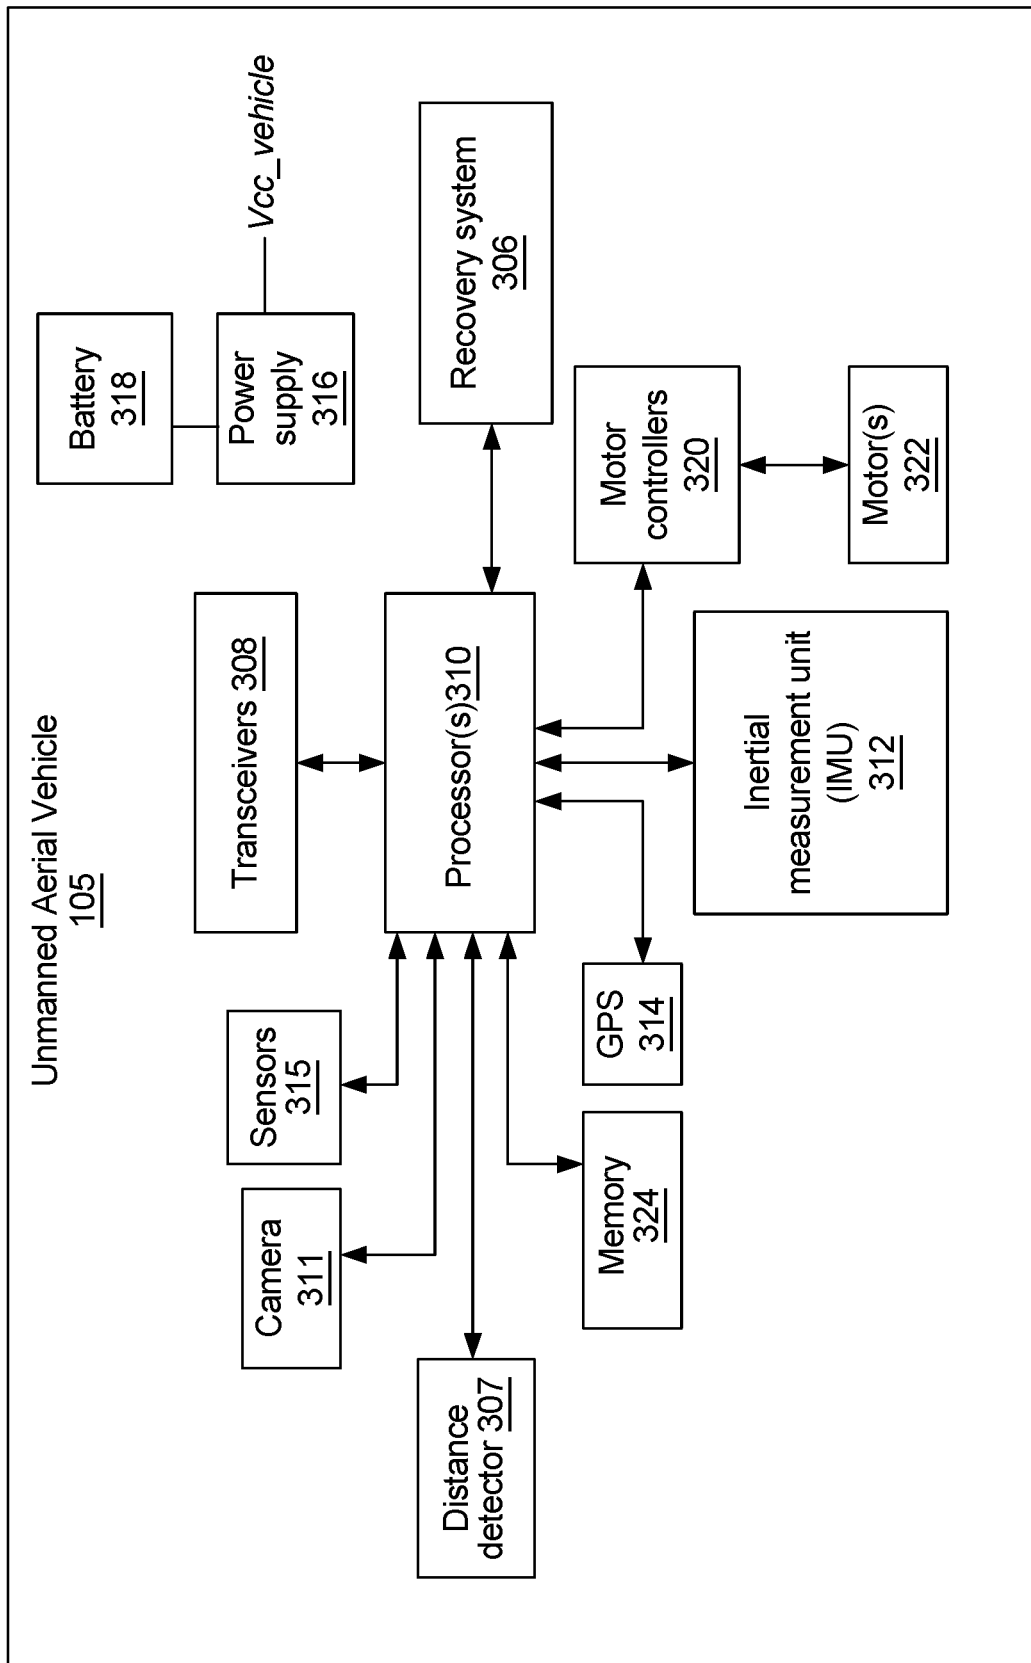 Unmanned Aerial Vehicle
105
Battery
318
Power
supply
316
Vcc_vehicle
Transceivers 308
Sensors
315
Camera
311
Distance
detector 307
Processor(s)310
Recovery system
306
Memory
324
GPS
314
Inertial
measurement unit
(IMU)
312
Motor
controllers
320
Motor(s)
322